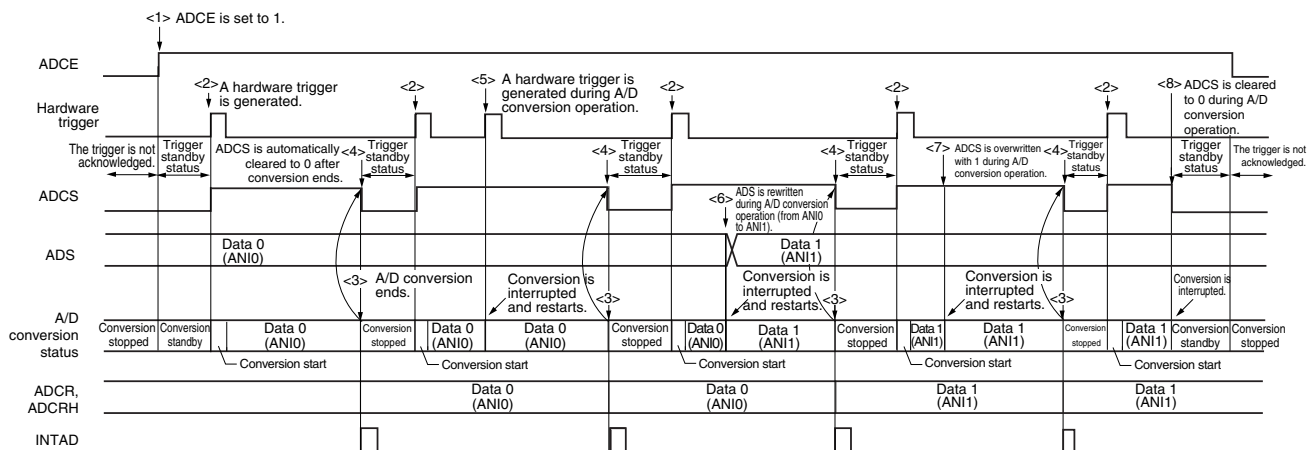 <1> ADCE is set to 1.
ADCE
<2> A hardware trigger
is generated.
<2>
<5> A hardware trigger is
generated during A/D
conversion operation.
<2>
<2>
<2>
<8> ADCS is cleared
to 0 during A/D
conversion
operation.
Hardware
trigger
The trigger is not
acknowledged.
Trigger
standby
status
ADCS is automatically
cleared to 0 after
conversion ends.
<4>
Trigger
standby
status
<4>
Trigger
standby
status
<4>
Trigger
standby
status
<7> ADCS is overwritten
with 1 during A/D
conversion operation.
<4>
Trigger
standby
status
Trigger
standby
status
The trigger is not
acknowledged.
ADCS
<6> ADS is rewritten
during A/D conversion
operation (from ANI0
to ANI1).
ADS
Data 0
(ANI0)
Data 1
(ANI1)
<3> A/D conversion
ends.
Conversion is
interrupted
and restarts.
<3>
Conversion is
interrupted
and restarts.
<3>
Conversion is
interrupted
and restarts.
<3>
Conversion is
interrupted.
A/D
conversion
status
Conversion
stopped
Conversion
standby
Data 0
(ANI0)
Conversion
stopped
Data 0
(ANI0)
Data 0
(ANI0)
Conversion
stopped
Data 0
(ANI0)
Data 1
(ANI1)
Conversion
stopped
Data 1
(ANI1)
Data 1
(ANI1)
Conversion
stopped
Data 1
(ANI1)
Conversion
standby
Conversion
stopped
Conversion start
Conversion start
Conversion start
Conversion start
Conversion start
ADCR,
ADCRH
Data 0
(ANI0)
Data 0
(ANI0)
Data 1
(ANI1)
Data 1
(ANI1)
INTAD